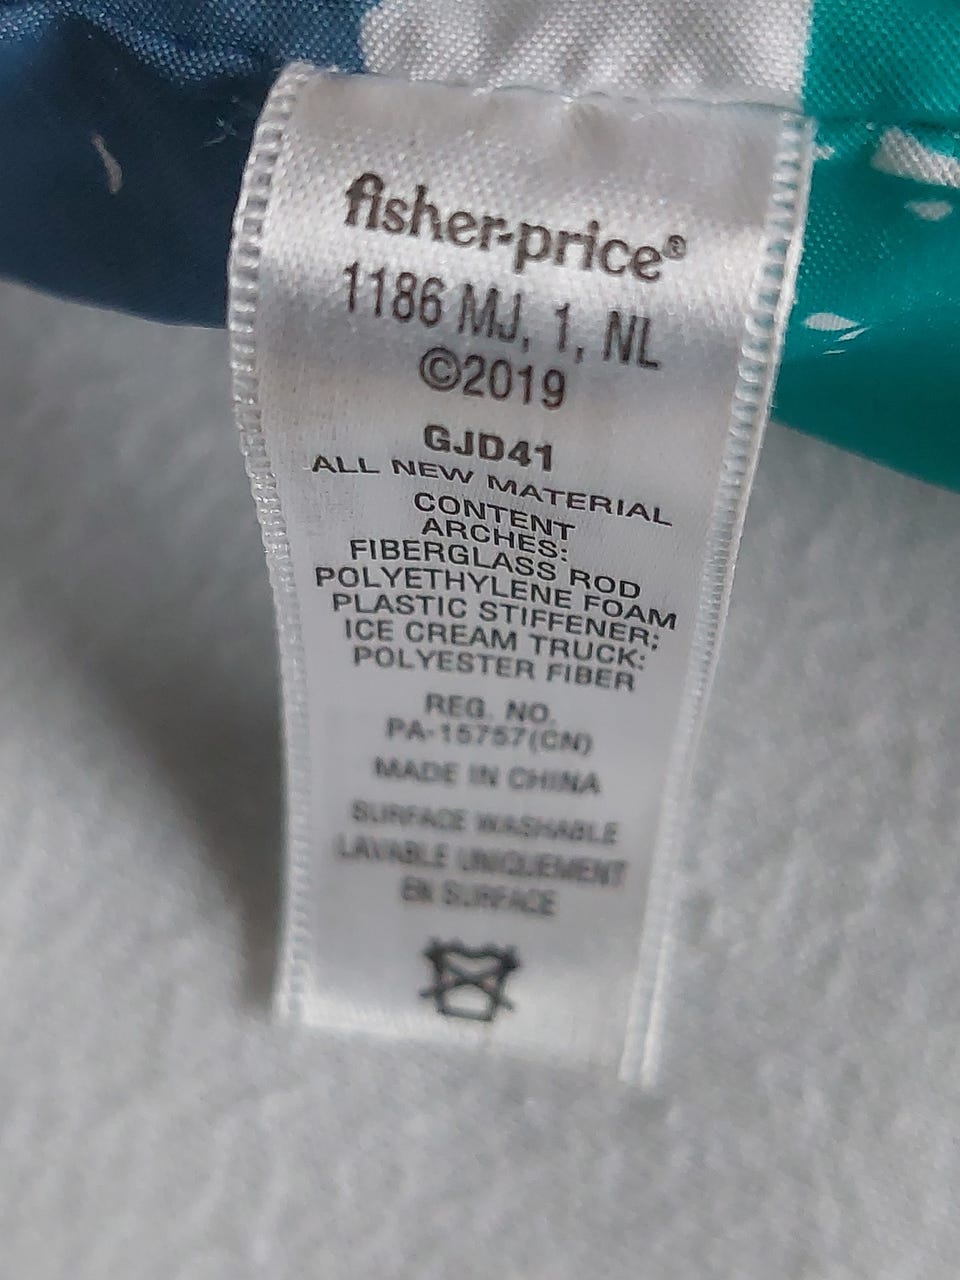 fisher-price®
1186 MJ, 1, NL
©2019
GJD41
ALL NEW MATERIAL
CONTENT
ARCHES:
FIBERGLASS ROD
POLYETHYLENE FOAM
PLASTIC STIFFENER;
ICE CREAM TRUCK:
POLYESTER FIBER
REG. NO.
PA-15757(CN)
MADE IN CHINA
SURFACE WASHABLE
LAVABLE UNIQUEMENT
EN SURFACE